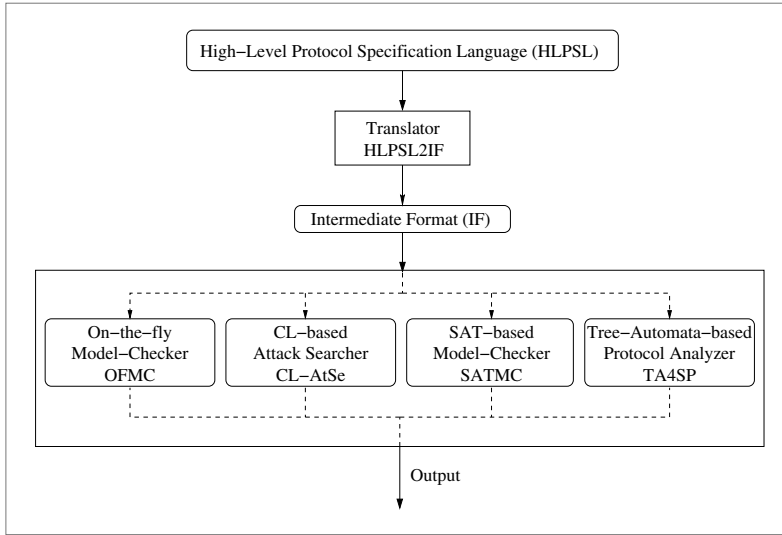 High−Level Protocol Specification Language (HLPSL)
Translator
HLPSL2IF
Intermediate Format (IF)
On−the−fly
Model−Checker
OFMC
CL−based
Attack Searcher
CL−AtSe
SAT−based
Model−Checker
SATMC
Tree−Automata−based
Protocol Analyzer
TA4SP
Output